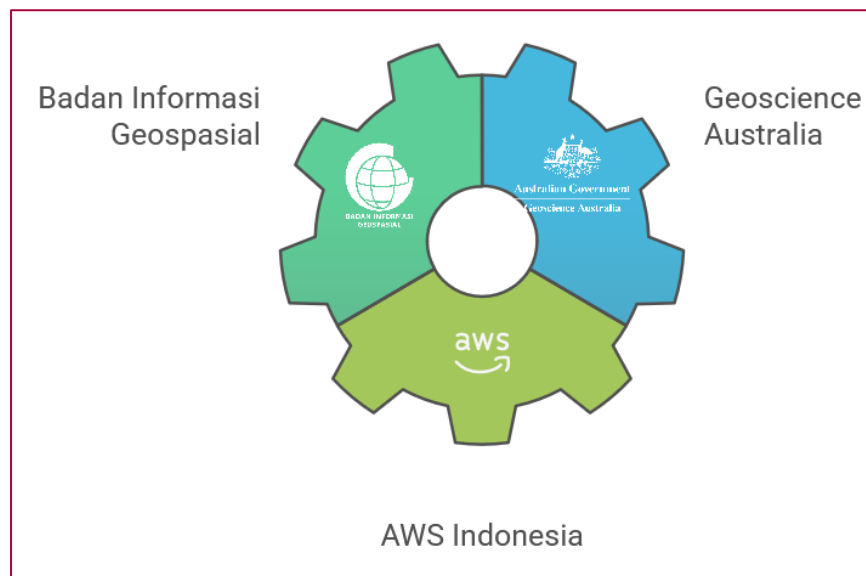 Badan Informasi
Geospasial
Geoscience
Australia
BADAN INFORMASI
GEOSPASIAL
Australian Government
Geoscience Australia
aws
AWS Indonesia